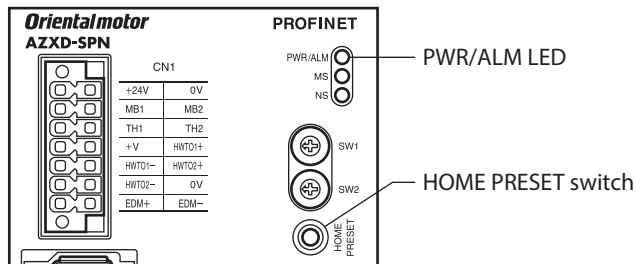 Orientalmotor
AZXD-SPN
PROFINET
CN1
+24V 0V
MB1 MB2
TH1 TH2
+V HWTO1+
HWTO1− HWTO2+
HWTO2− 0V
EDM+ EDM−
PWR/ALM
MS
NS
SW1
SW2
HOME
PRESET
PWR/ALM LED
HOME PRESET switch